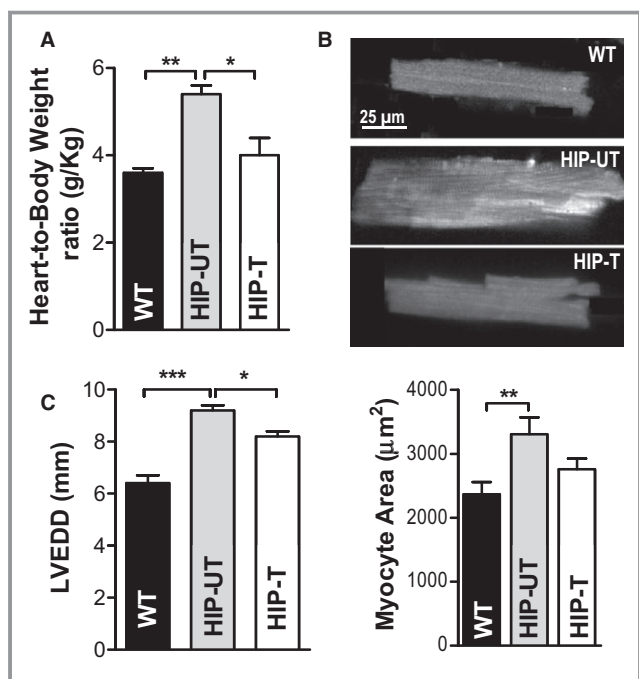 A
Heart-to-Body Weight
ratio (g/Kg)
6
4
2
0
**
*
WT
HIP-UT
HIP-T
B
WT
25 μm
HIP-UT
HIP-T
C
LVEDD (mm)
10
8
6
4
2
0
***
*
WT
HIP-UT
HIP-T
Myocyte Area (μm²)
4000
3000
2000
1000
0
**
WT
HIP-UT
HIP-T